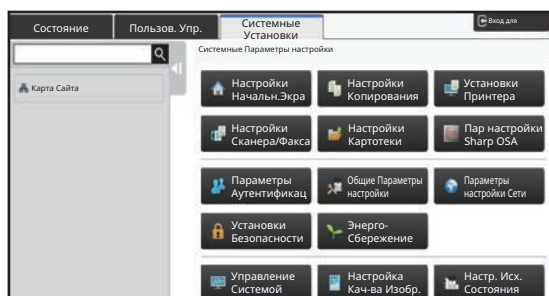 Состояние
Пользов. Упр.
Системные
Установки
Вход для
Системные Параметры настройки
Карта Сайта
Настройки
Начальн.Экра
Настройки
Копирования
Установки
Принтера
Настройки
Сканера/Факса
Настройки
Картотеки
Пар настройки
Sharp OSA
Параметры
Аутентификац
Общие Параметры
настройки
Параметры
настройки Сети
Установки
Безопасности
Энерго-
Сбережение
Управление
Системой
Настройка
Кач-ва Изобр.
Настр. Исх.
Состояния